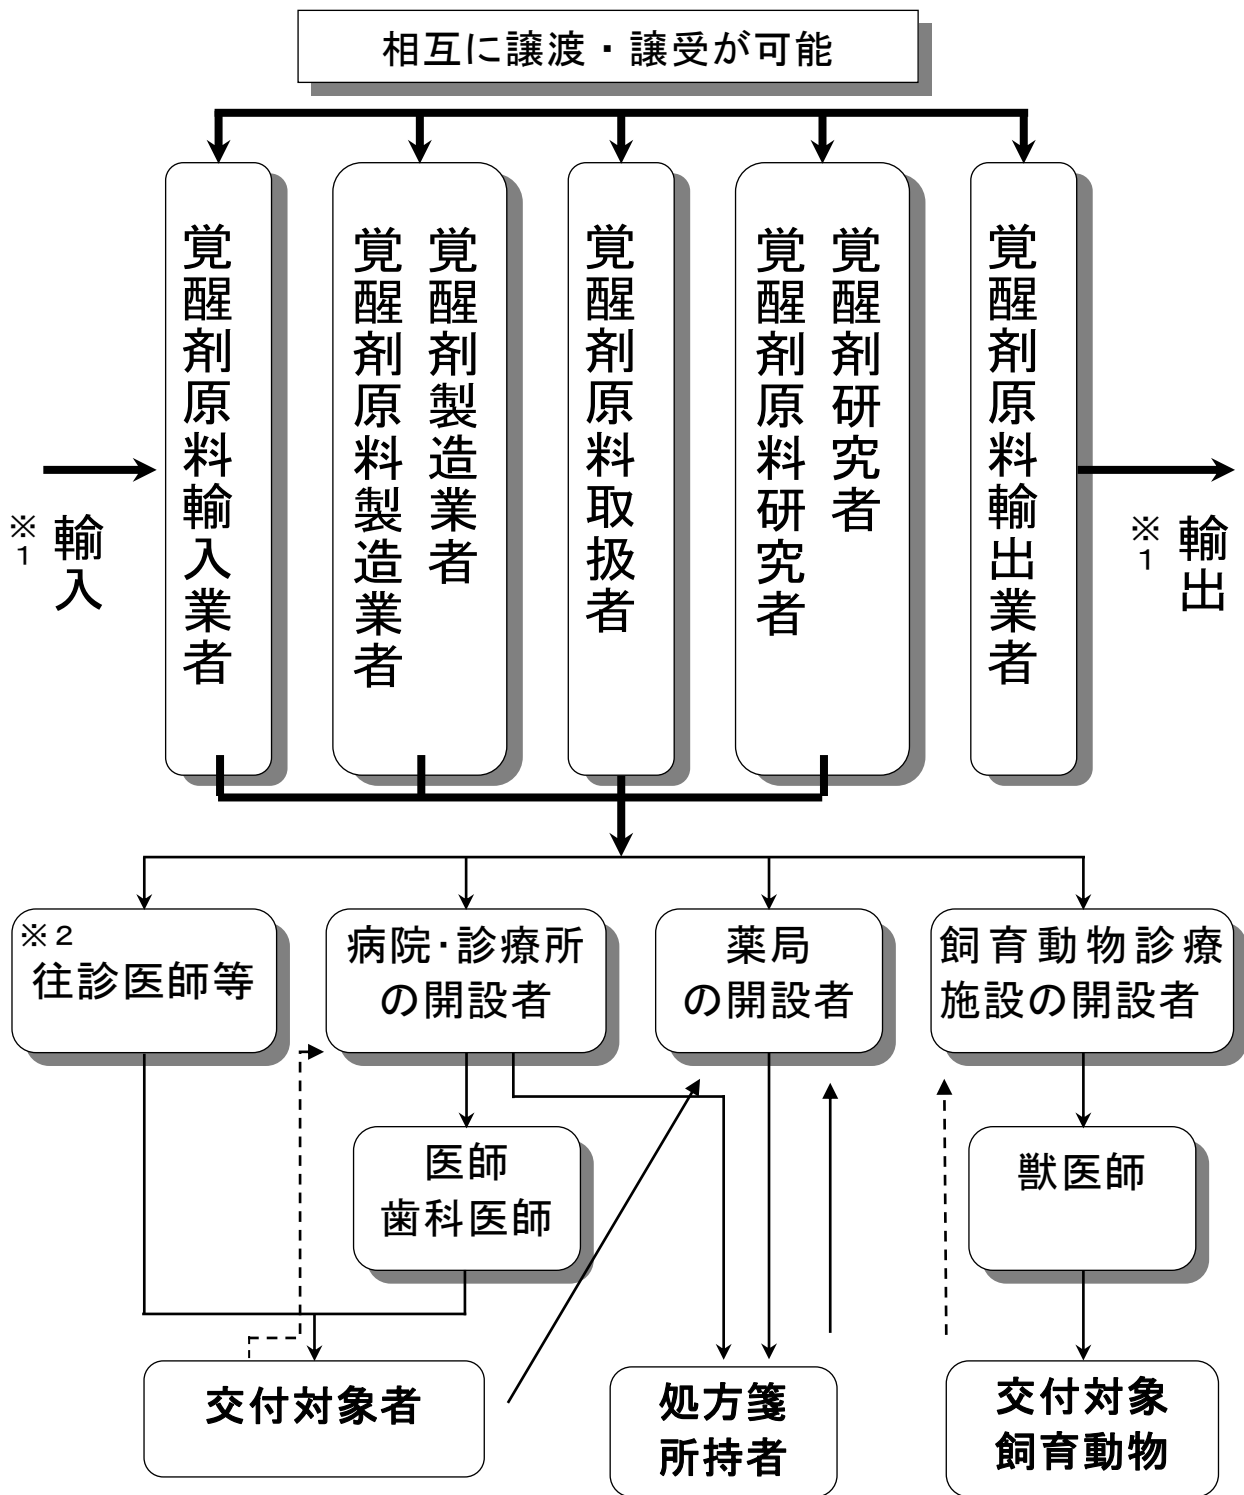 相互に譲渡・譲受が可能
覚醒剤原料輸入業者
覚醒剤製造業者
覚醒剤原料製造業者
覚醒剤原料取扱者
覚醒剤研究者
覚醒剤原料研究者
覚醒剤原料輸出業者
輸入
※1
輸出
※1
※2
往診医師等
病院・診療所
の開設者
薬局
の開設者
飼育動物診療
施設の開設者
医師
歯科医師
獣医師
交付対象者
処方箋
所持者
交付対象
飼育動物